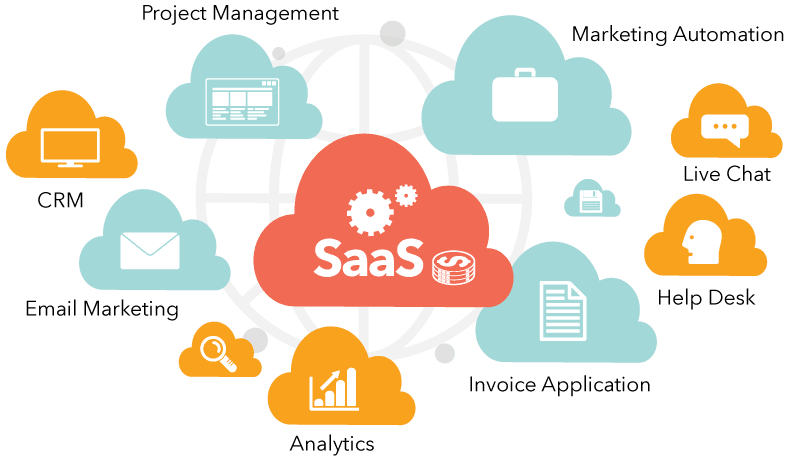 Project Management
Marketing Automation
CRM
Live Chat
SaaS
Email Marketing
Help Desk
Invoice Application
Analytics